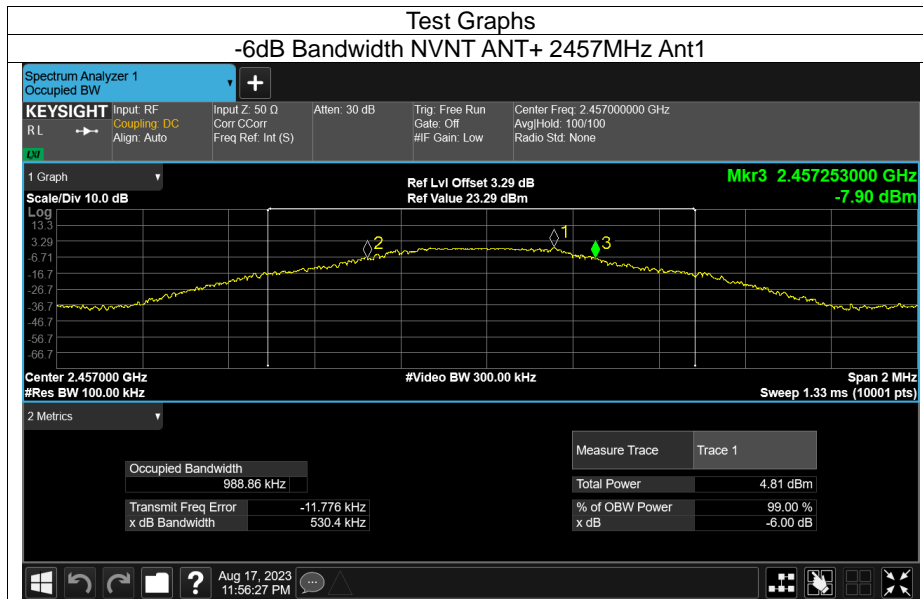 Test Graphs
-6dB Bandwidth NVNT ANT+ 2457MHz Ant1
Spectrum Analyzer 1
Occupied BW
+
KEYSIGHT
R L
LXI
Input: RF
Coupling: DC
Align: Auto
Input Z: 50 Ω
Corr CCorr
Freq Ref: Int (S)
Atten: 30 dB
Trig: Free Run
Gate: Off
#IF Gain: Low
Center Freq: 2.457000000 GHz
Avg|Hold: 100/100
Radio Std: None
1 Graph
Scale/Div 10.0 dB
Ref Lvl Offset 3.29 dB
Ref Value 23.29 dBm
Mkr3 2.457253000 GHz
-7.90 dBm
Log
13.3
3.29
-6.71
-16.7
-26.7
-36.7
-46.7
-56.7
-66.7
2
1
3
Center 2.457000 GHz
#Res BW 100.00 kHz
#Video BW 300.00 kHz
Span 2 MHz
Sweep 1.33 ms (10001 pts)
2 Metrics
Measure Trace Trace 1
Occupied Bandwidth
988.86 kHz
Total Power 4.81 dBm
Transmit Freq Error -11.776 kHz
% of OBW Power 99.00 %
x dB Bandwidth 530.4 kHz
x dB -6.00 dB
?
Aug 17, 2023
11:56:27 PM